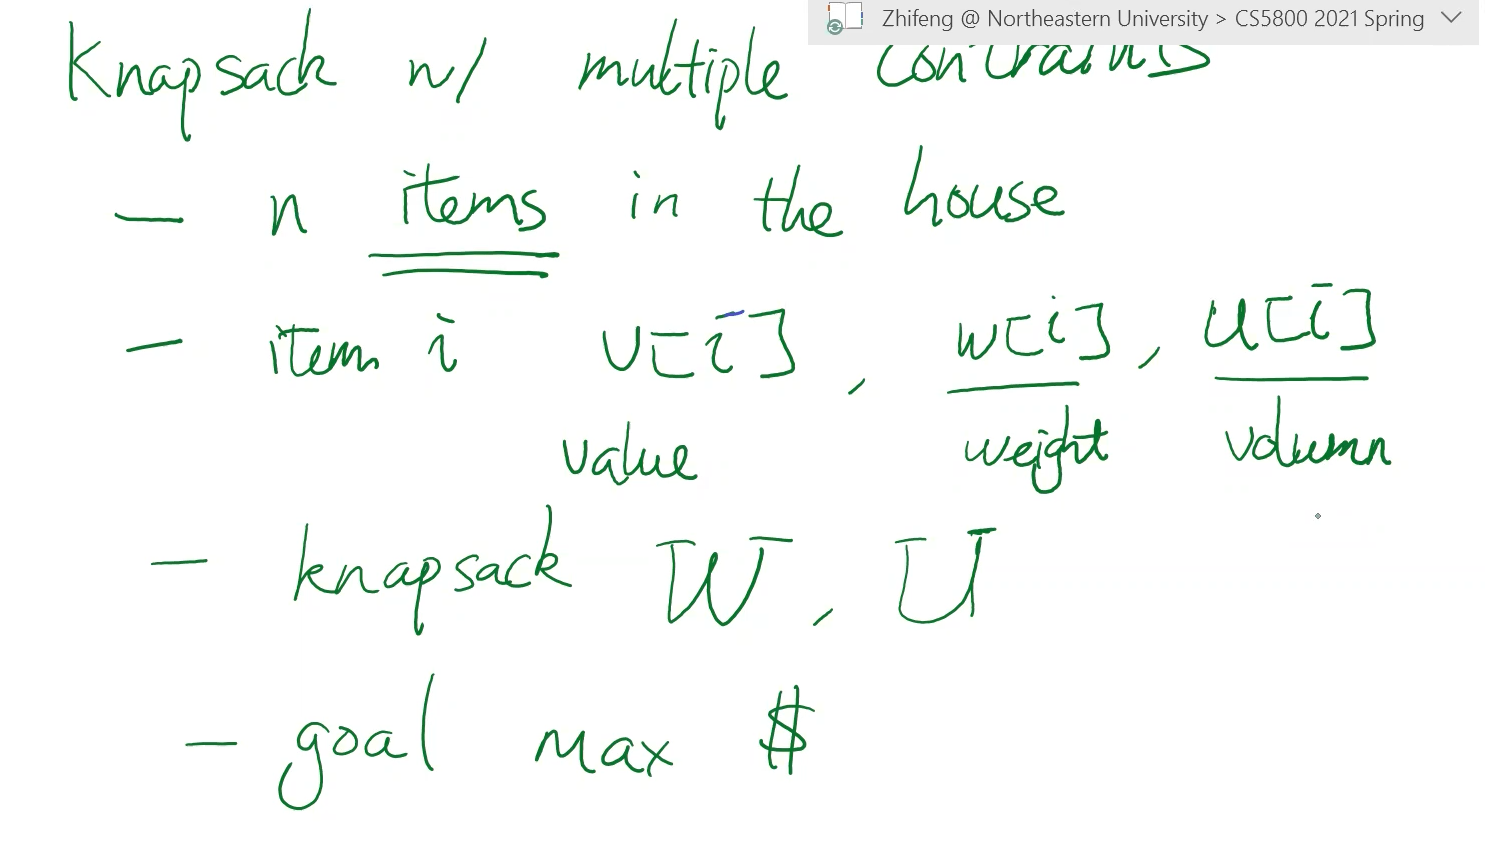 Zhifeng @ Northeastern University > CS5800 2021 Spring
Knapsack w/ multiple contraints
— n items in the house
— item i v[i], w[i], u[i]
value weight volumn
— knapsack W, U
— goal max $